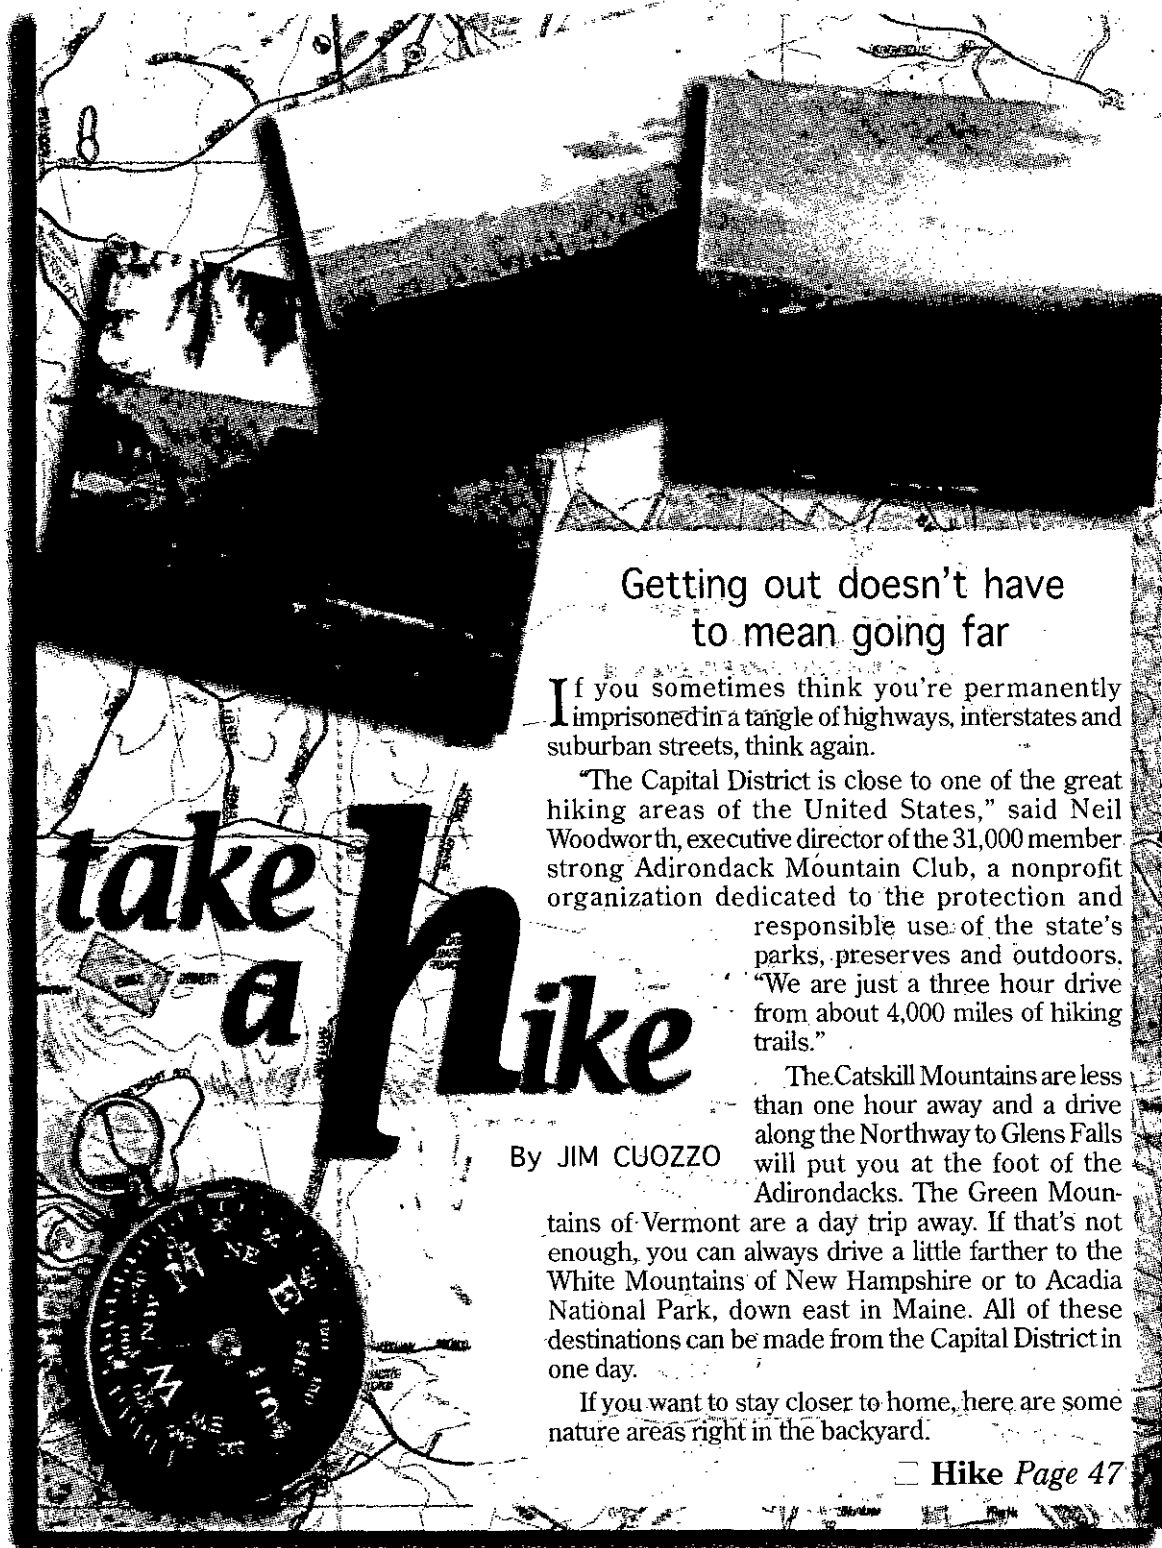 Getting out doesn't have
to mean going far
If you sometimes think you're permanently
imprisoned in a tangle of highways, interstates and
suburban streets, think again.
"The Capital District is close to one of the great
hiking areas of the United States," said Neil
Woodworth, executive director of the 31,000 member
strong Adirondack Mountain Club, a nonprofit
organization dedicated to the protection and
responsible use of the state's
parks, preserves and outdoors.
"We are just a three hour drive
from about 4,000 miles of hiking
trails."
The Catskill Mountains are less
than one hour away and a drive
along the Northway to Glens Falls
will put you at the foot of the
Adirondacks. The Green Moun-
tains of Vermont are a day trip away. If that's not
enough, you can always drive a little farther to the
White Mountains of New Hampshire or to Acadia
National Park, down east in Maine. All of these
destinations can be made from the Capital District in
one day.
If you want to stay closer to home, here are some
nature areas right in the backyard.
Hike Page 47
take
a hike
By JIM CUOZZO
NE
E
W